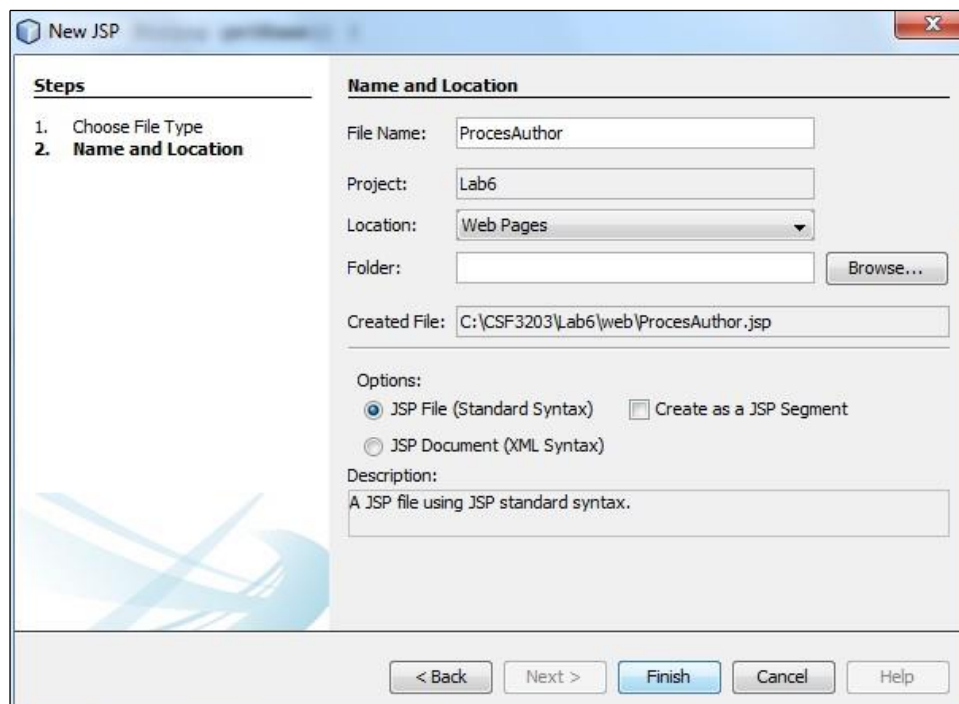 New JSP
Steps
1. Choose File Type
2. Name and Location
Name and Location
File Name: ProcesAuthor
Project: Lab6
Location: Web Pages
Folder: Browse...
Created File: C:\CSF3203\Lab6\web\ProcesAuthor.jsp
Options:
JSP File (Standard Syntax) Create as a JSP Segment
JSP Document (XML Syntax)
Description:
A JSP file using JSP standard syntax.
< Back Next > Finish Cancel Help